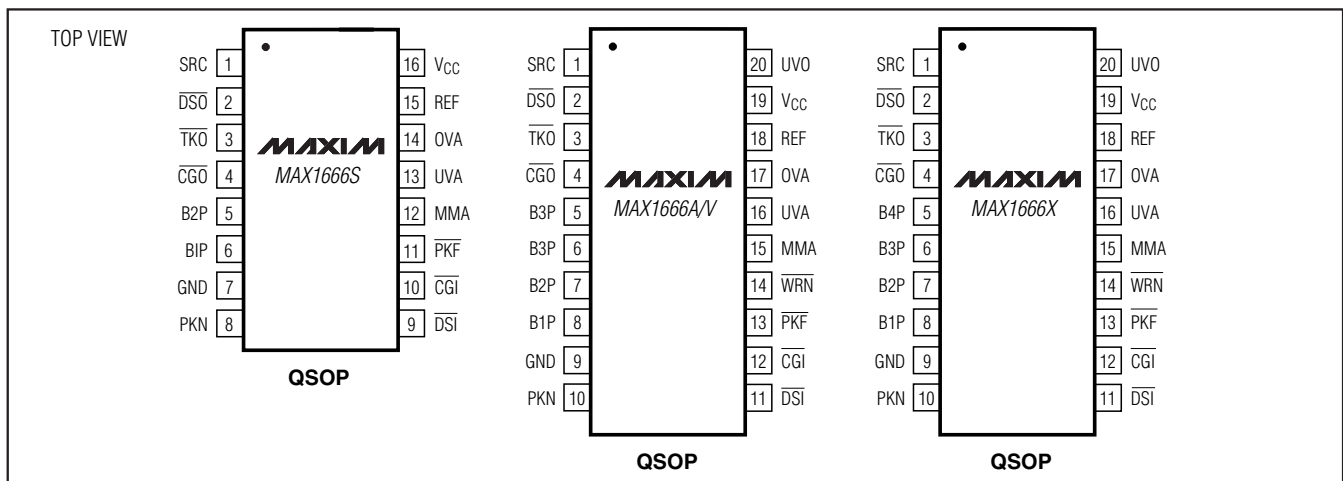 TOP VIEW
MAXIM
MAX1666S
SRC 1
DSO 2
TKO 3
CGO 4
B2P 5
BIP 6
GND 7
PKN 8
16 VCC
15 REF
14 OVA
13 UVA
12 MMA
11 PKF
10 CGI
9 DSI
QSOP
MAXIM
MAX1666A/V
SRC 1
DSO 2
TKO 3
CGO 4
B3P 5
B3P 6
B2P 7
B1P 8
GND 9
PKN 10
20 UVO
19 VCC
18 REF
17 OVA
16 UVA
15 MMA
14 WRN
13 PKF
12 CGI
11 DSI
QSOP
MAXIM
MAX1666X
SRC 1
DSO 2
TKO 3
CGO 4
B4P 5
B3P 6
B2P 7
B1P 8
GND 9
PKN 10
20 UVO
19 VCC
18 REF
17 OVA
16 UVA
15 MMA
14 WRN
13 PKF
12 CGI
11 DSI
QSOP